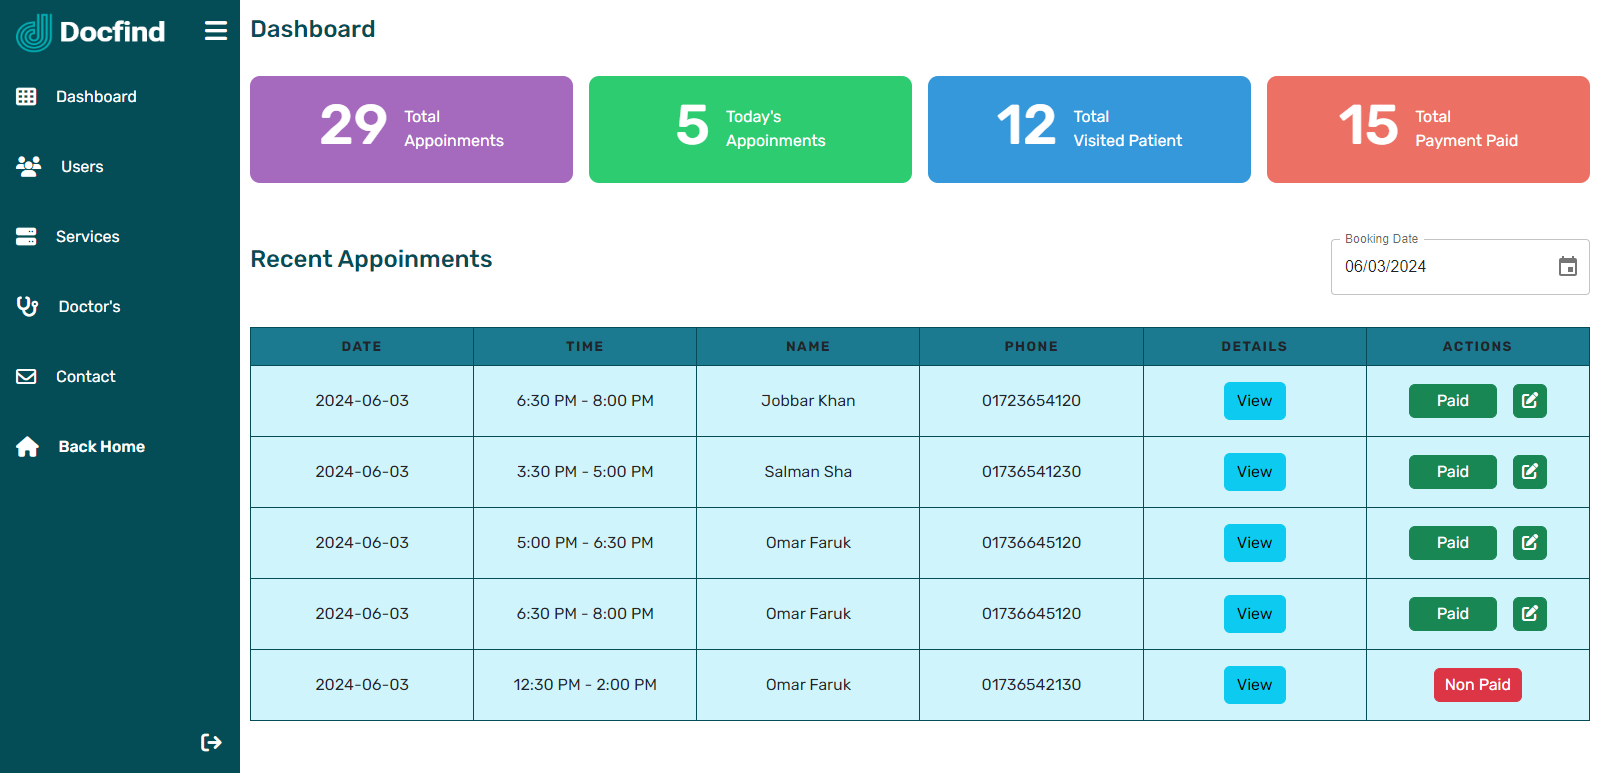 Docfind
Dashboard
Users
Services
Doctor's
Contact
Back Home
Dashboard
29 Total
Appoinments
5 Today's
Appoinments
12 Total
Visited Patient
15 Total
Payment Paid
Recent Appoinments
Booking Date
06/03/2024
DATE TIME NAME PHONE DETAILS ACTIONS
2024-06-03 6:30 PM - 8:00 PM Jobbar Khan 01723654120 View Paid
2024-06-03 3:30 PM - 5:00 PM Salman Sha 01736541230 View Paid
2024-06-03 5:00 PM - 6:30 PM Omar Faruk 01736645120 View Paid
2024-06-03 6:30 PM - 8:00 PM Omar Faruk 01736645120 View Paid
2024-06-03 12:30 PM - 2:00 PM Omar Faruk 01736542130 View Non Paid